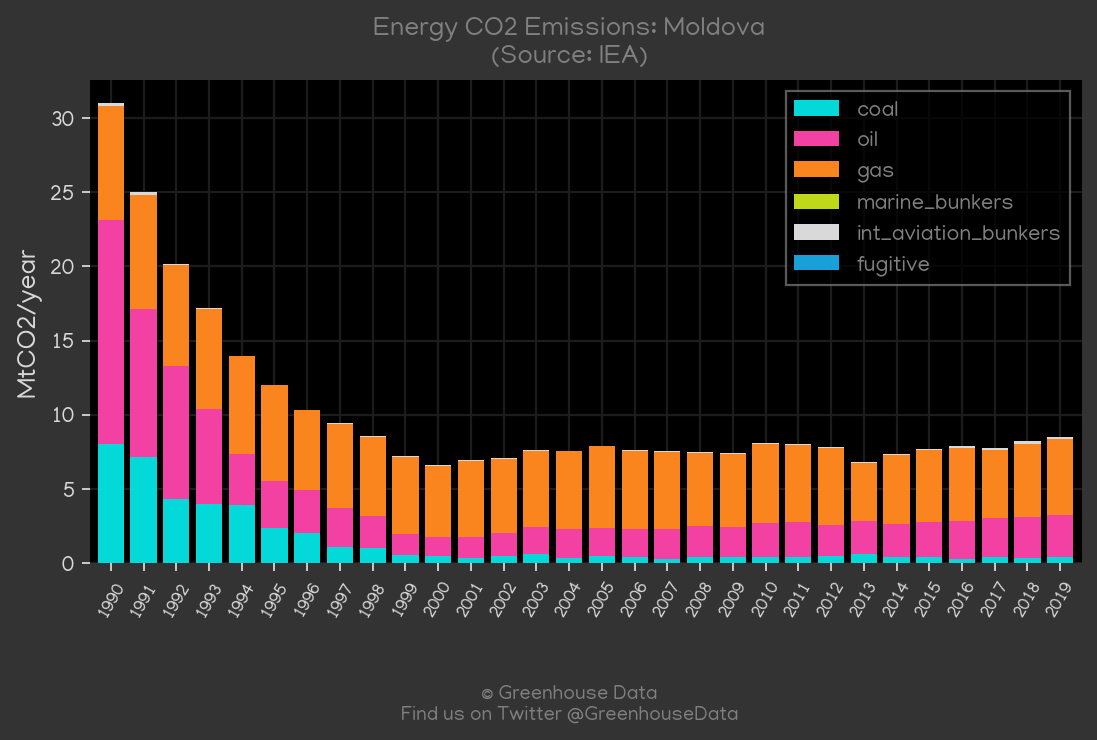 Energy CO2 Emissions: Moldova
(Source: IEA)
MtCO2/year
30
25
20
15
10
5
0
coal
oil
gas
marine_bunkers
int_aviation_bunkers
fugitive
1990 1991 1992 1993 1994 1995 1996 1997 1998 1999 2000 2001 2002 2003 2004 2005 2006 2007 2008 2009 2010 2011 2012 2013 2014 2015 2016 2017 2018 2019
© Greenhouse Data
Find us on Twitter @GreenhouseData